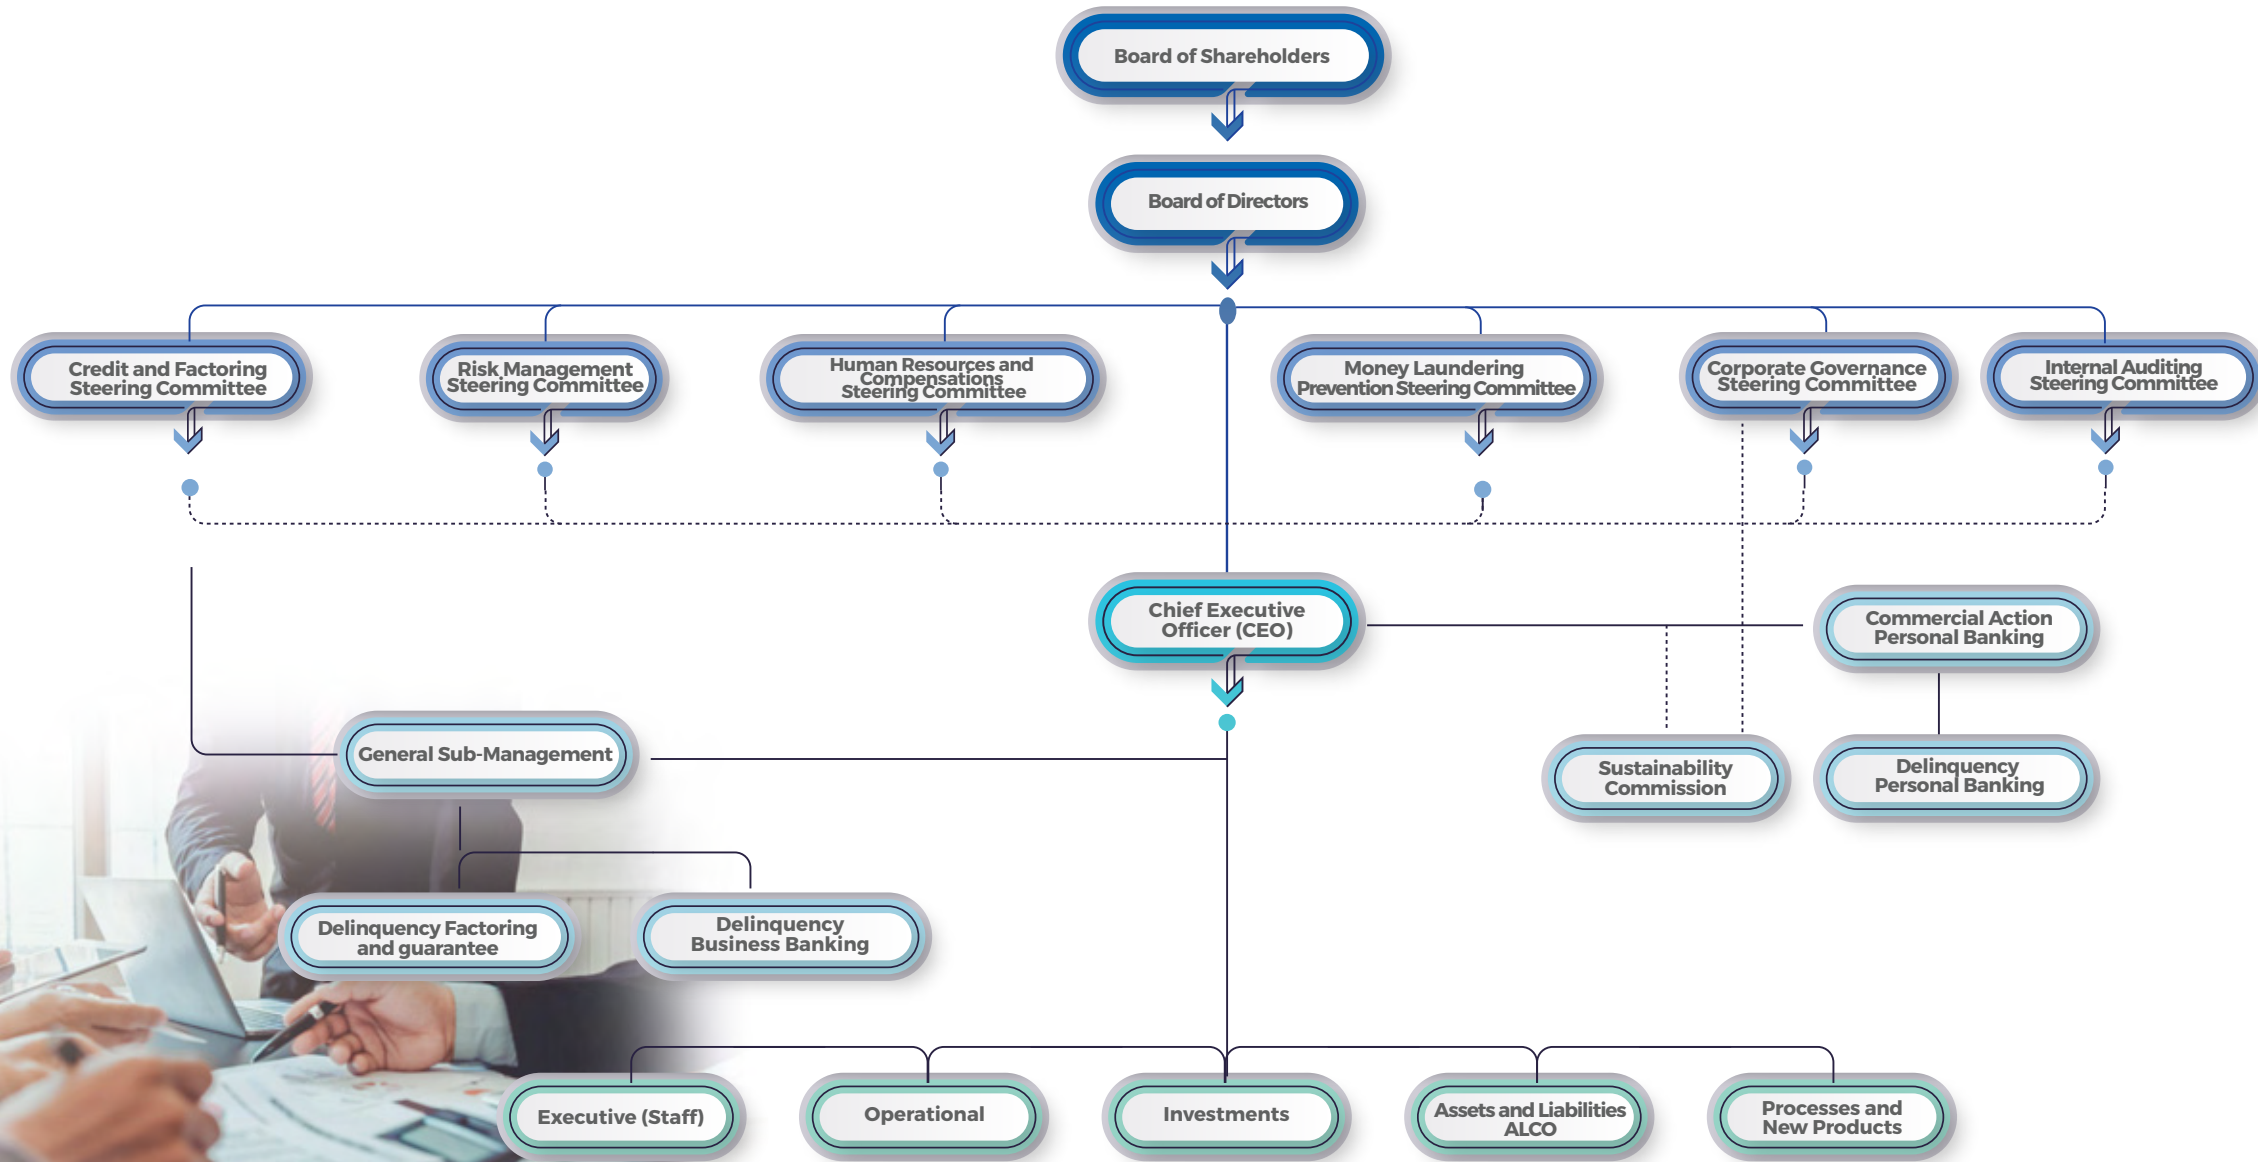 Board of Shareholders
Board of Directors
Credit and Factoring
Steering Committee
Risk Management
Steering Committee
Human Resources and
Compensations
Steering Committee
Money Laundering
Prevention Steering Committee
Corporate Governance
Steering Committee
Internal Auditing
Steering Committee
Chief Executive
Officer (CEO)
Commercial Action
Personal Banking
General Sub-Management
Sustainability
Commission
Delinquency
Personal Banking
Delinquency Factoring
and guarantee
Delinquency
Business Banking
Executive (Staff)
Operational
Investments
Assets and Liabilities
ALCO
Processes and
New Products